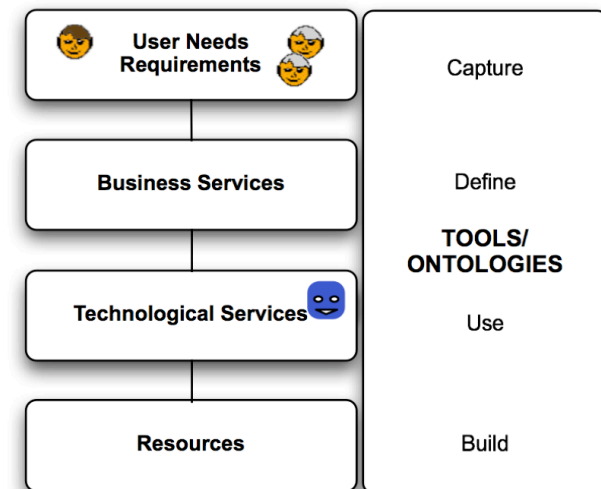 User Needs
Requirements
Capture
Business Services
Define
TOOLS/
ONTOLOGIES
Technological Services
Use
Resources
Build